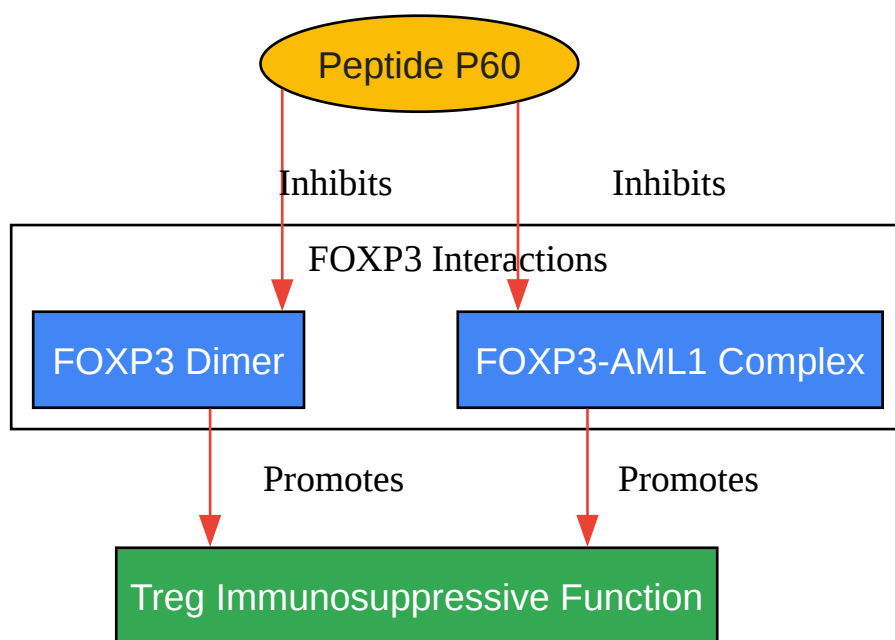 Peptide P60
Inhibits
Inhibits
FOXP3 Interactions
FOXP3 Dimer
FOXP3-AML1 Complex
Promotes
Promotes
Treg Immunosuppressive Function